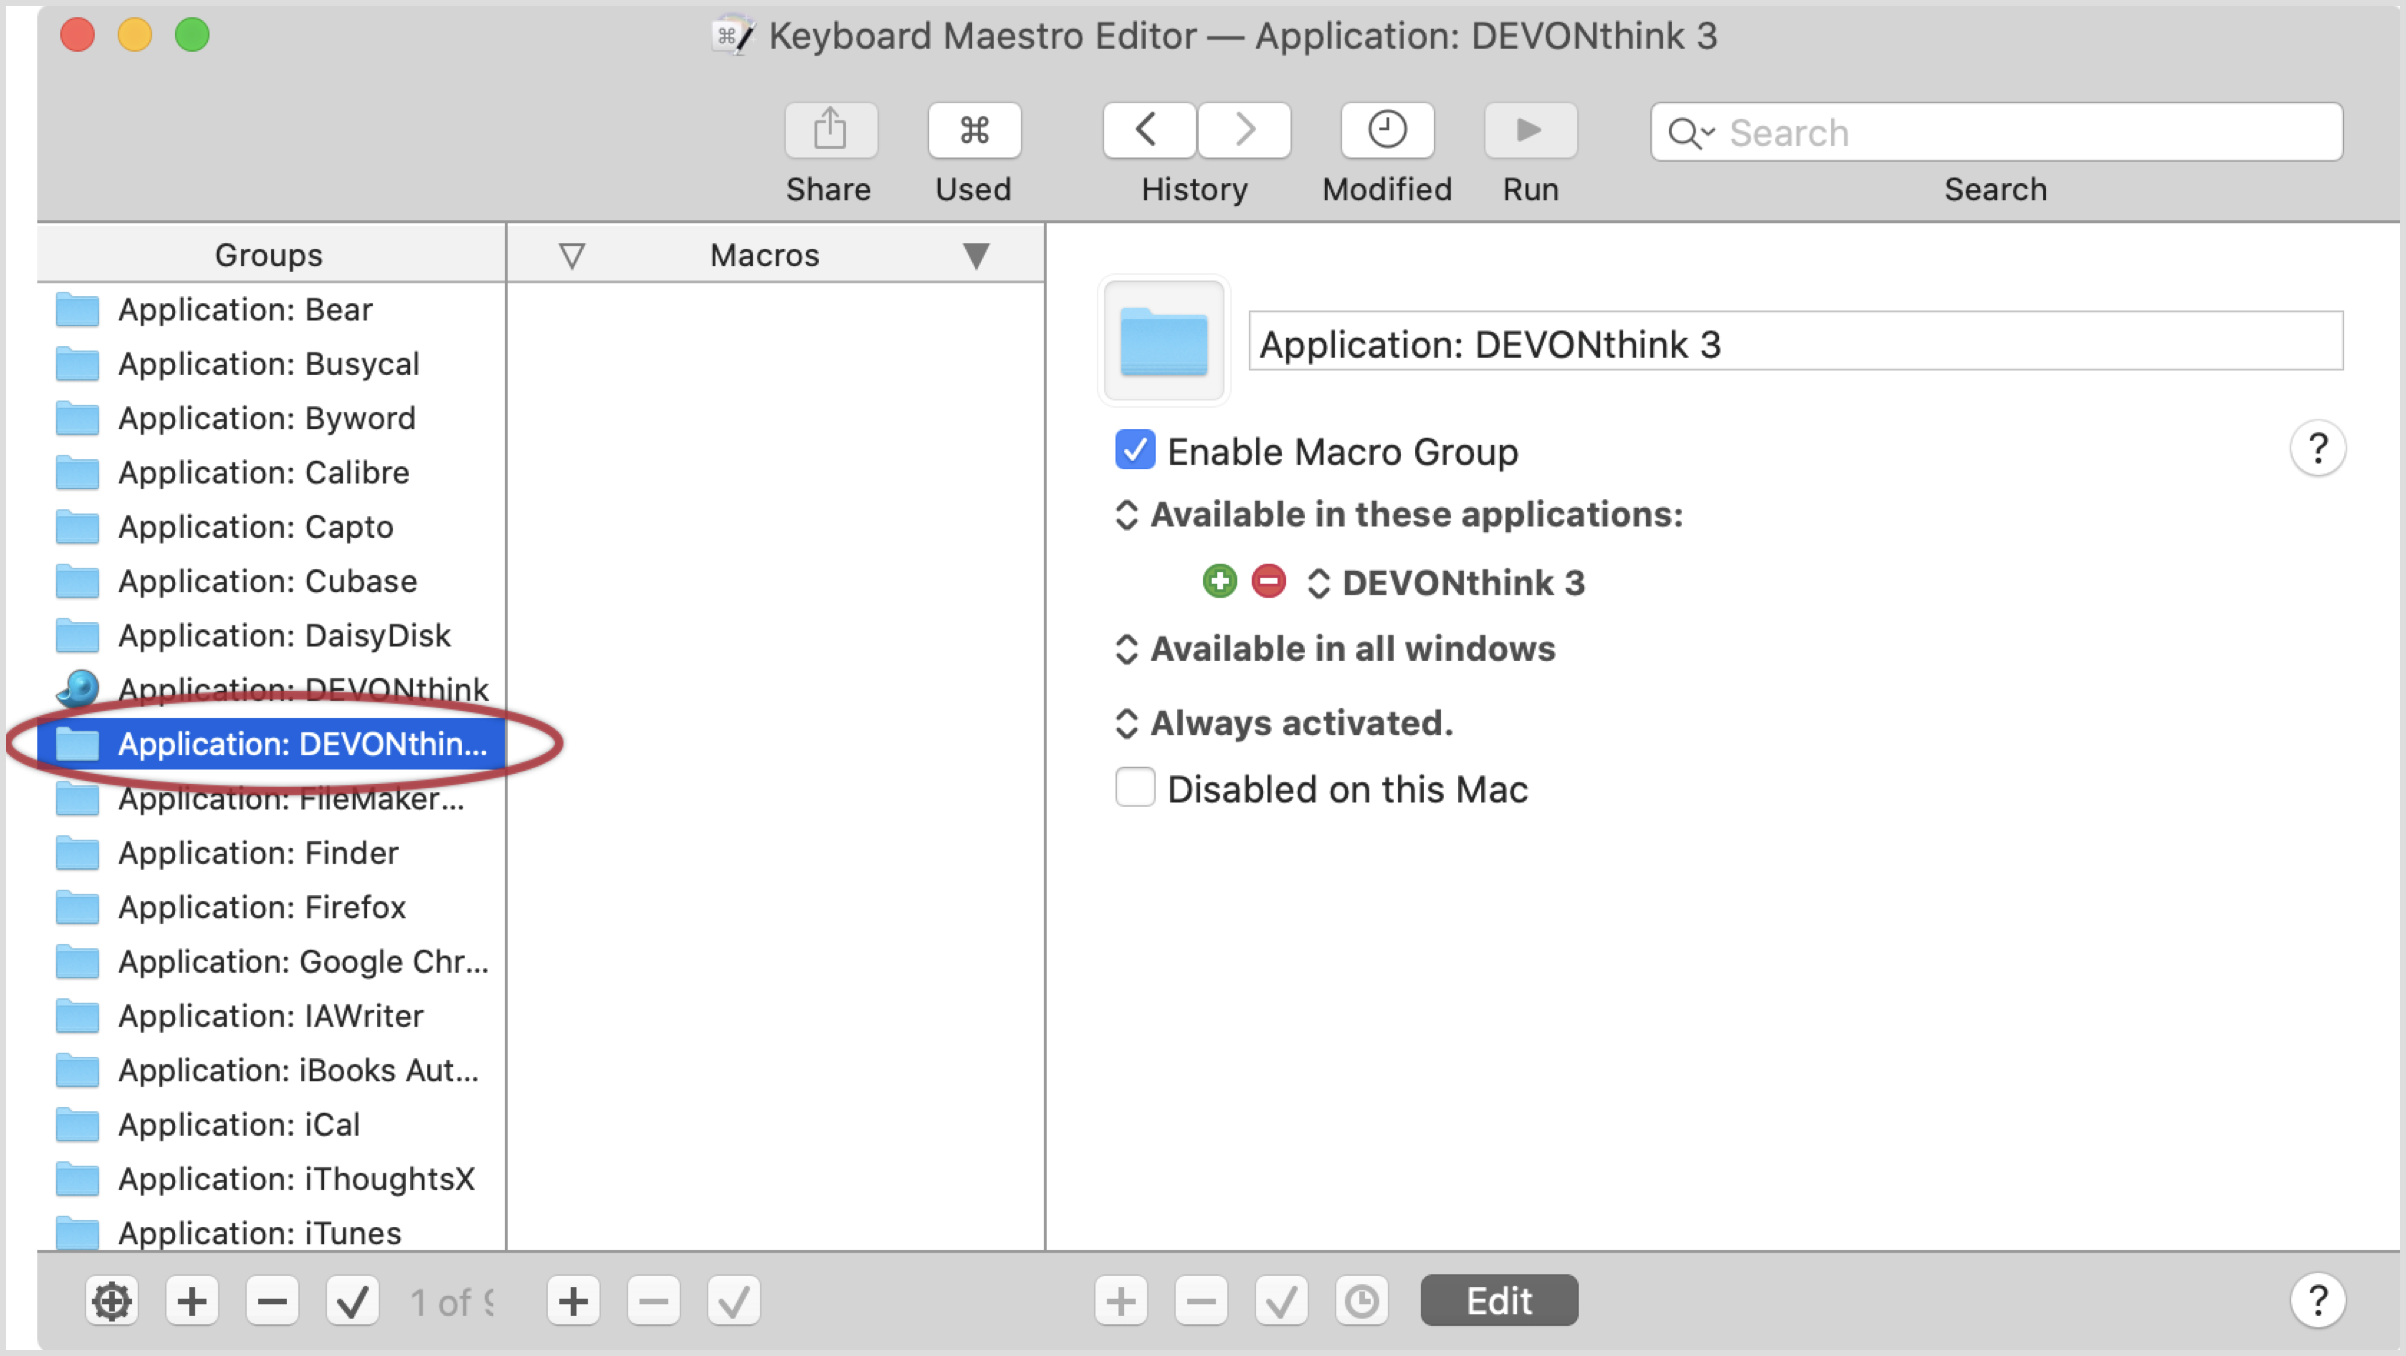 Keyboard Maestro Editor — Application: DEVONthink 3
Share
Used
History
Modified
Run
Search
Search
Groups
Macros
Application: Bear
Application: Busycal
Application: Byword
Application: Calibre
Application: Capto
Application: Cubase
Application: DaisyDisk
Application: DEVONthink
Application: DEVONthin...
Application: FileMaker...
Application: Finder
Application: Firefox
Application: Google Chr...
Application: IAWriter
Application: iBooks Aut...
Application: iCal
Application: iThoughtsX
Application: iTunes
Application: DEVONthink 3
Enable Macro Group
?
Available in these applications:
DEVONthink 3
Available in all windows
Always activated.
Disabled on this Mac
1 of
Edit
?